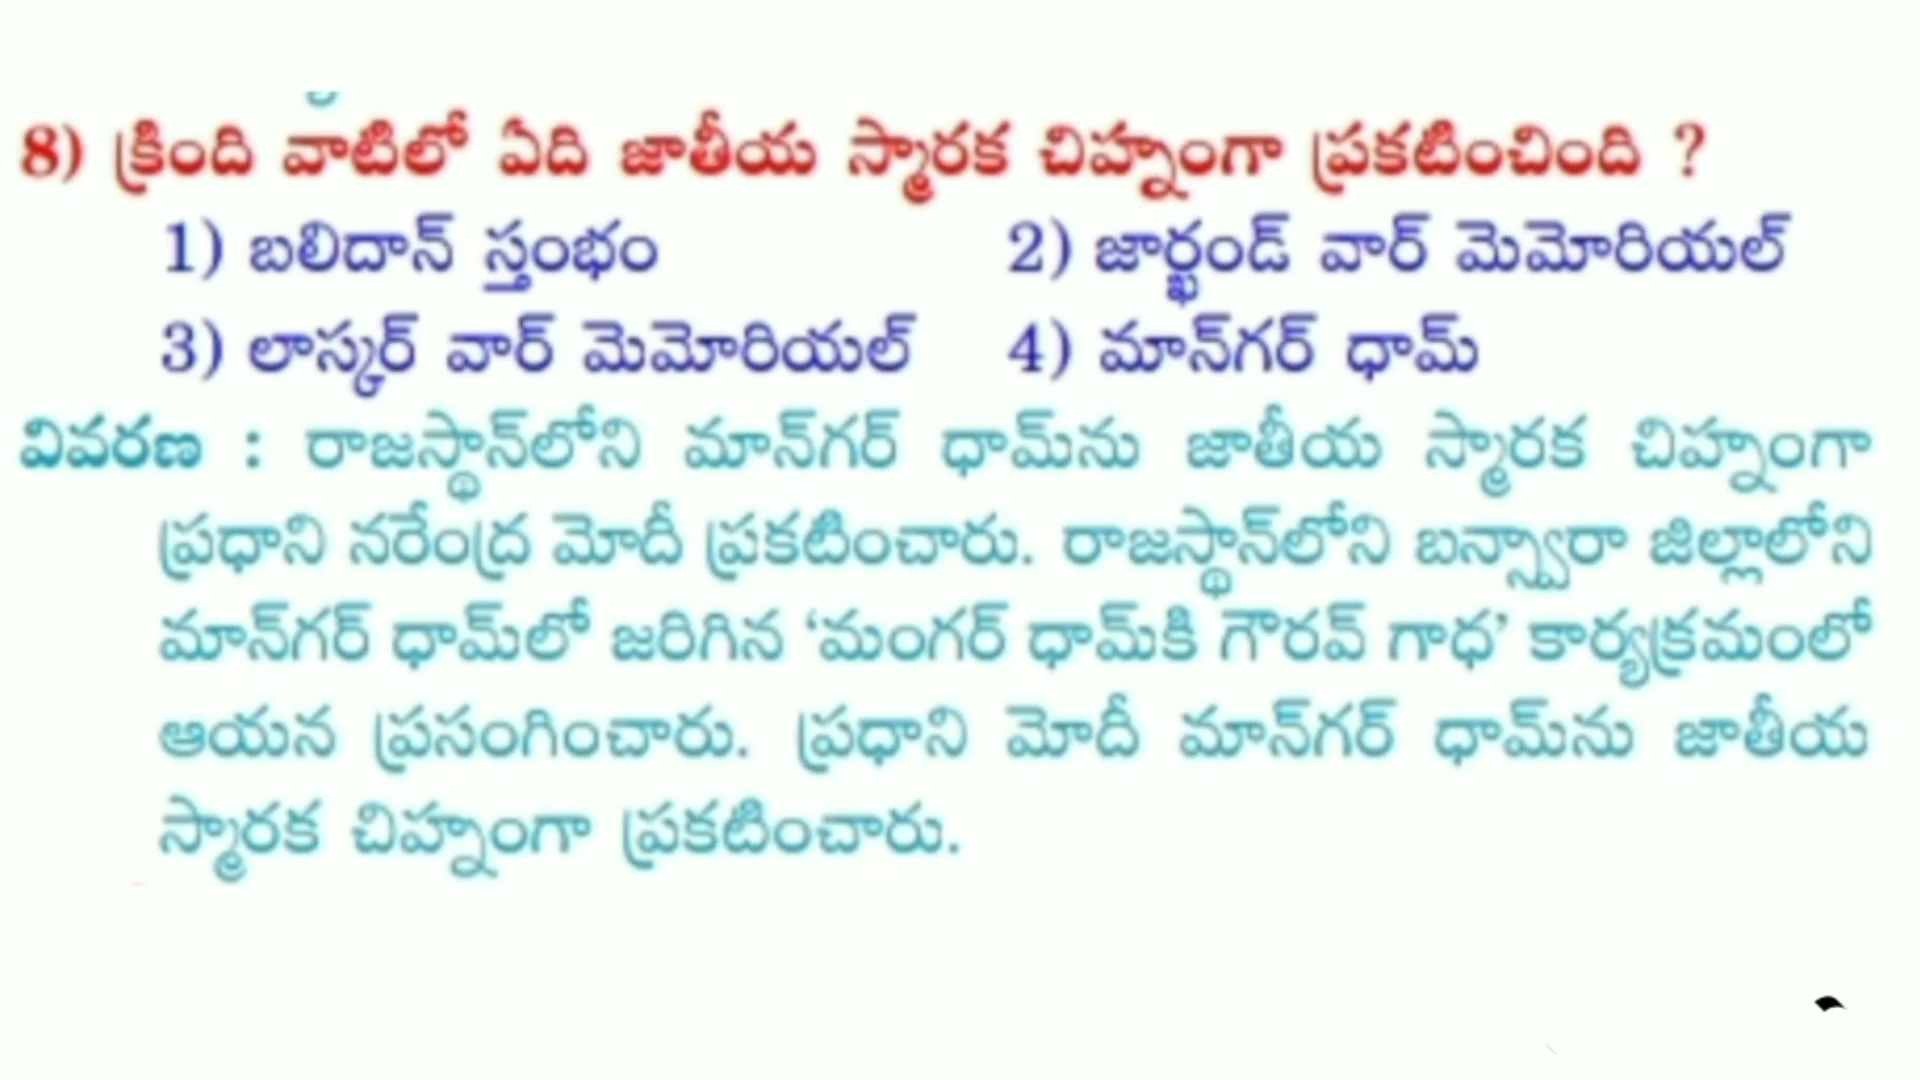 8) క్రింది వాటిలో ఏది జాతీయ స్మారక చిహ్నంగా ప్రకటించింది ?
1) బలిదాన్ స్తంభం 2) జార్ఖండ్ వార్ మెమోరియల్
3) లాస్కర్ వార్ మెమోరియల్ 4) మాన్‌గర్ ధామ్
వివరణ : రాజస్థాన్‌లోని మాన్‌గర్ ధామ్‌ను జాతీయ స్మారక చిహ్నంగా
ప్రధాని నరేంద్ర మోదీ ప్రకటించారు. రాజస్థాన్‌లోని బన్స్వారా జిల్లాలోని
మాన్‌గర్ ధామ్‌లో జరిగిన ‘మంగర్ ధామ్‌కి గౌరవ్ గాధ’ కార్యక్రమంలో
ఆయన ప్రసంగించారు. ప్రధాని మోదీ మాన్‌గర్ ధామ్‌ను జాతీయ
స్మారక చిహ్నంగా ప్రకటించారు.